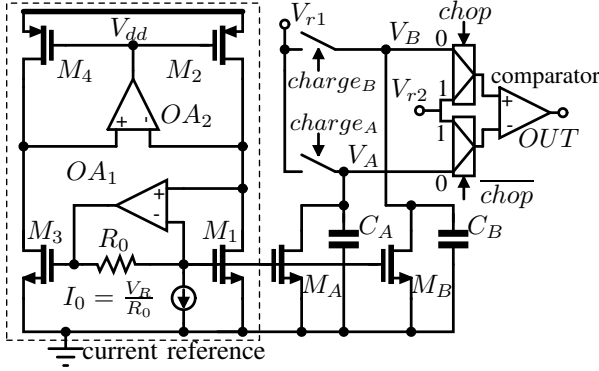 chop
V_{r1}
V_{dd}
V_B
0
M_4
M_2
comparator
charge_B
V_{r2}
1
+
+
-
OA_2
charge_A
1
-
OUT
OA_1
V_A
0
\overline{chop}
+
-
M_3
R_0
M_1
C_A
C_B
M_A
M_B
I_0 = \frac{V_R}{R_0}
current reference